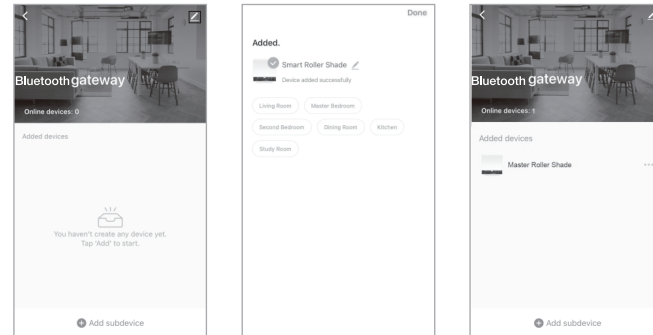 Bluetooth gateway
Online devices: 0
Added devices
You haven't create any device yet.
Tap 'Add' to start.
Add subdevice
Done
Added.
Smart Roller Shade
Device added successfully
Living Room
Master Bedroom
Second Bedroom
Dining Room
Kitchen
Study Room
Bluetooth gateway
Online devices: 1
Added devices
Master Roller Shade
Add subdevice